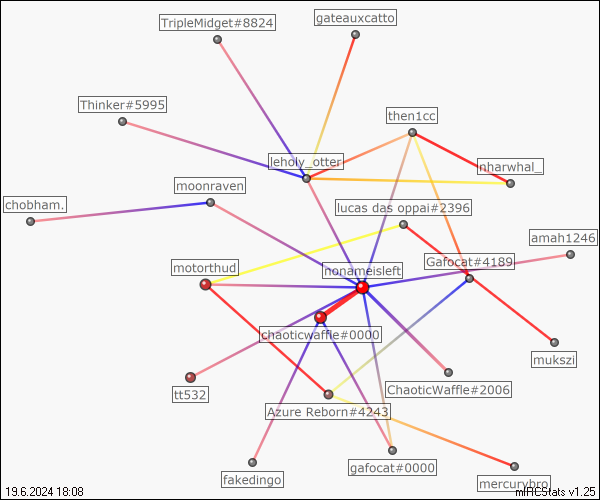 TripleMidget#8824
gateauxcatto
Thinker#5995
then1cc
leholy_otter
nharwhal_
moonraven
chobham.
lucas das oppai#2396
amah1246
motorthud
nonameisleft
Gafocat#4189
chaoticwaffle#0000
mukszi
tt532
ChaoticWaffle#2006
Azure Reborn#4243
fakedingo
gafocat#0000
mercurybro_
19.6.2024 18:08
mIRCStats v1.25